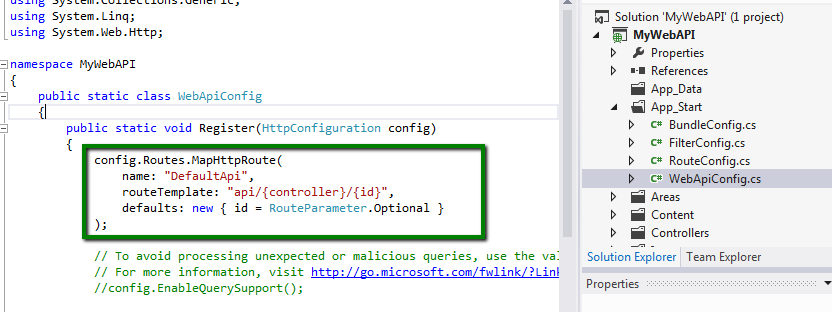 using System.Collections.Generic;
using System.Linq;
using System.Web.Http;
namespace MyWebAPI
{
public static class WebApiConfig
{
public static void Register(HttpConfiguration config)
{
config.Routes.MapHttpRoute(
name: "DefaultApi",
routeTemplate: "api/{controller}/{id}",
defaults: new { id = RouteParameter.Optional }
);
// To avoid processing unexpected or malicious queries, use the val
// For more information, visit http://go.microsoft.com/fwlink/?Link
//config.EnableQuerySupport();
Solution 'MyWebAPI' (1 project)
MyWebAPI
Properties
References
App_Data
App_Start
C# BundleConfig.cs
C# FilterConfig.cs
C# RouteConfig.cs
C# WebApiConfig.cs
Areas
Content
Controllers
Solution Explorer Team Explorer
Properties